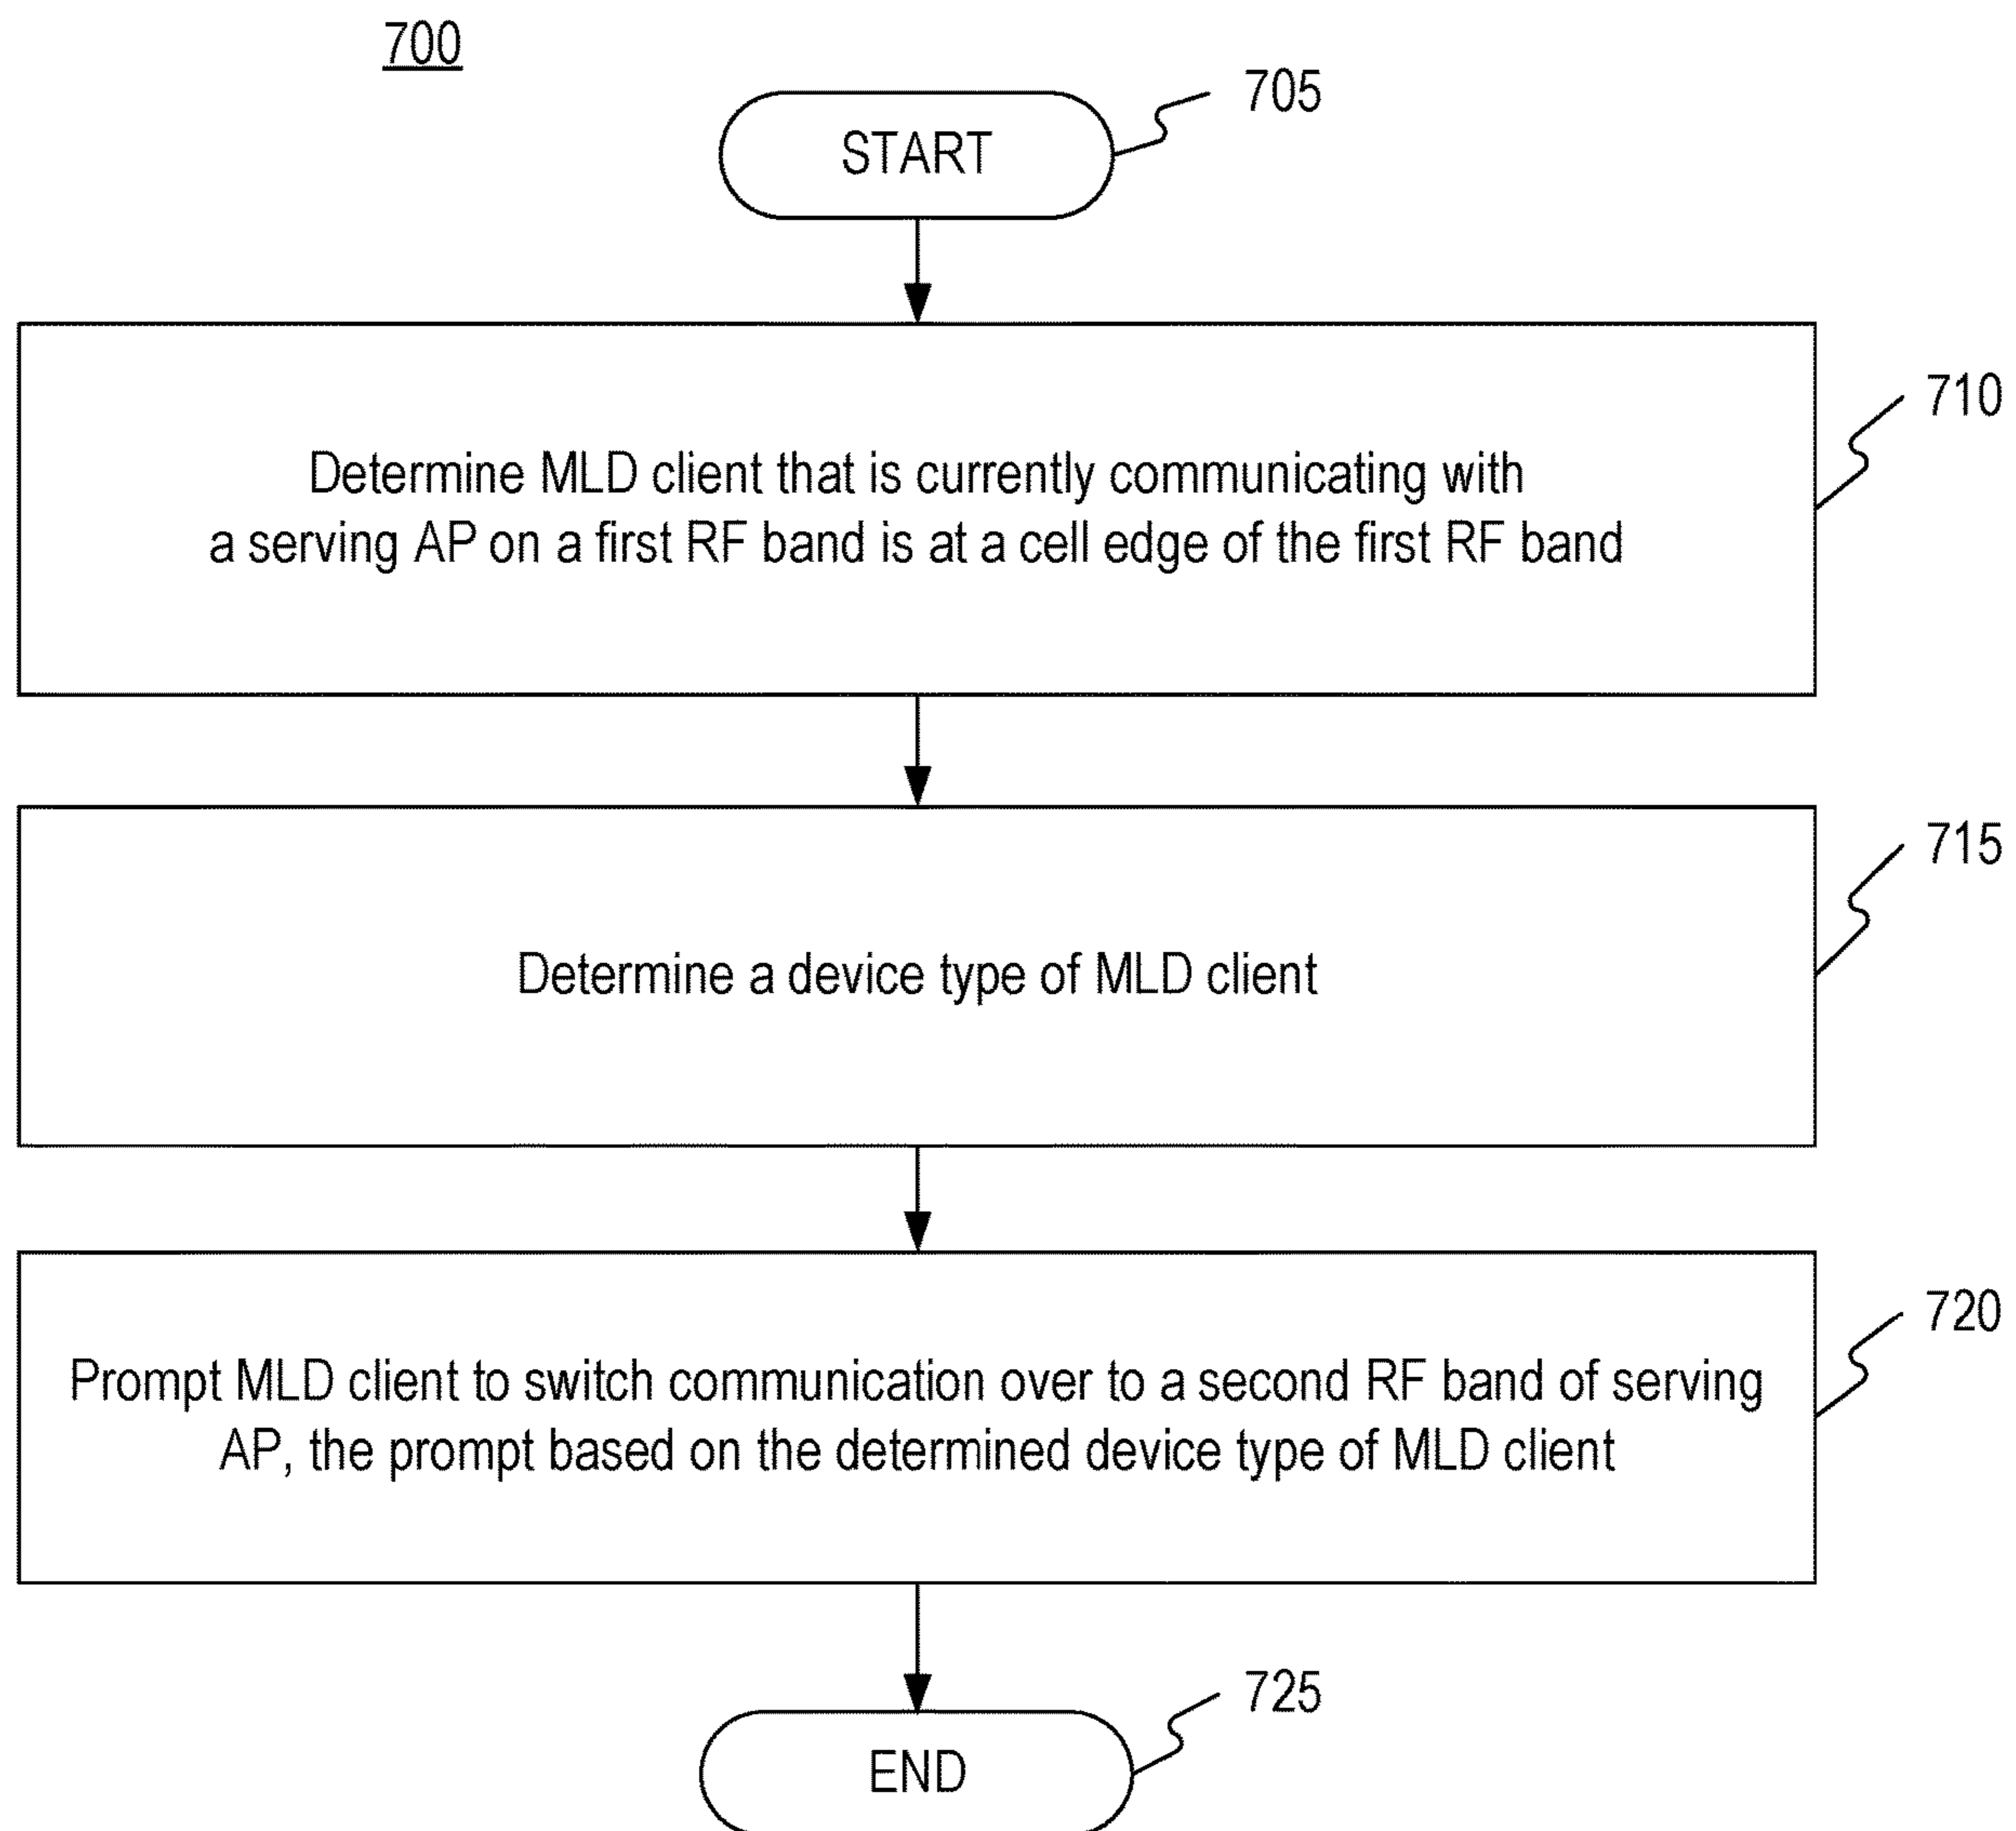 700
705
START
710
Determine MLD client that is currently communicating with
a serving AP on a first RF band is at a cell edge of the first RF band
715
Determine a device type of MLD client
720
Prompt MLD client to switch communication over to a second RF band of serving
AP, the prompt based on the determined device type of MLD client
725
END